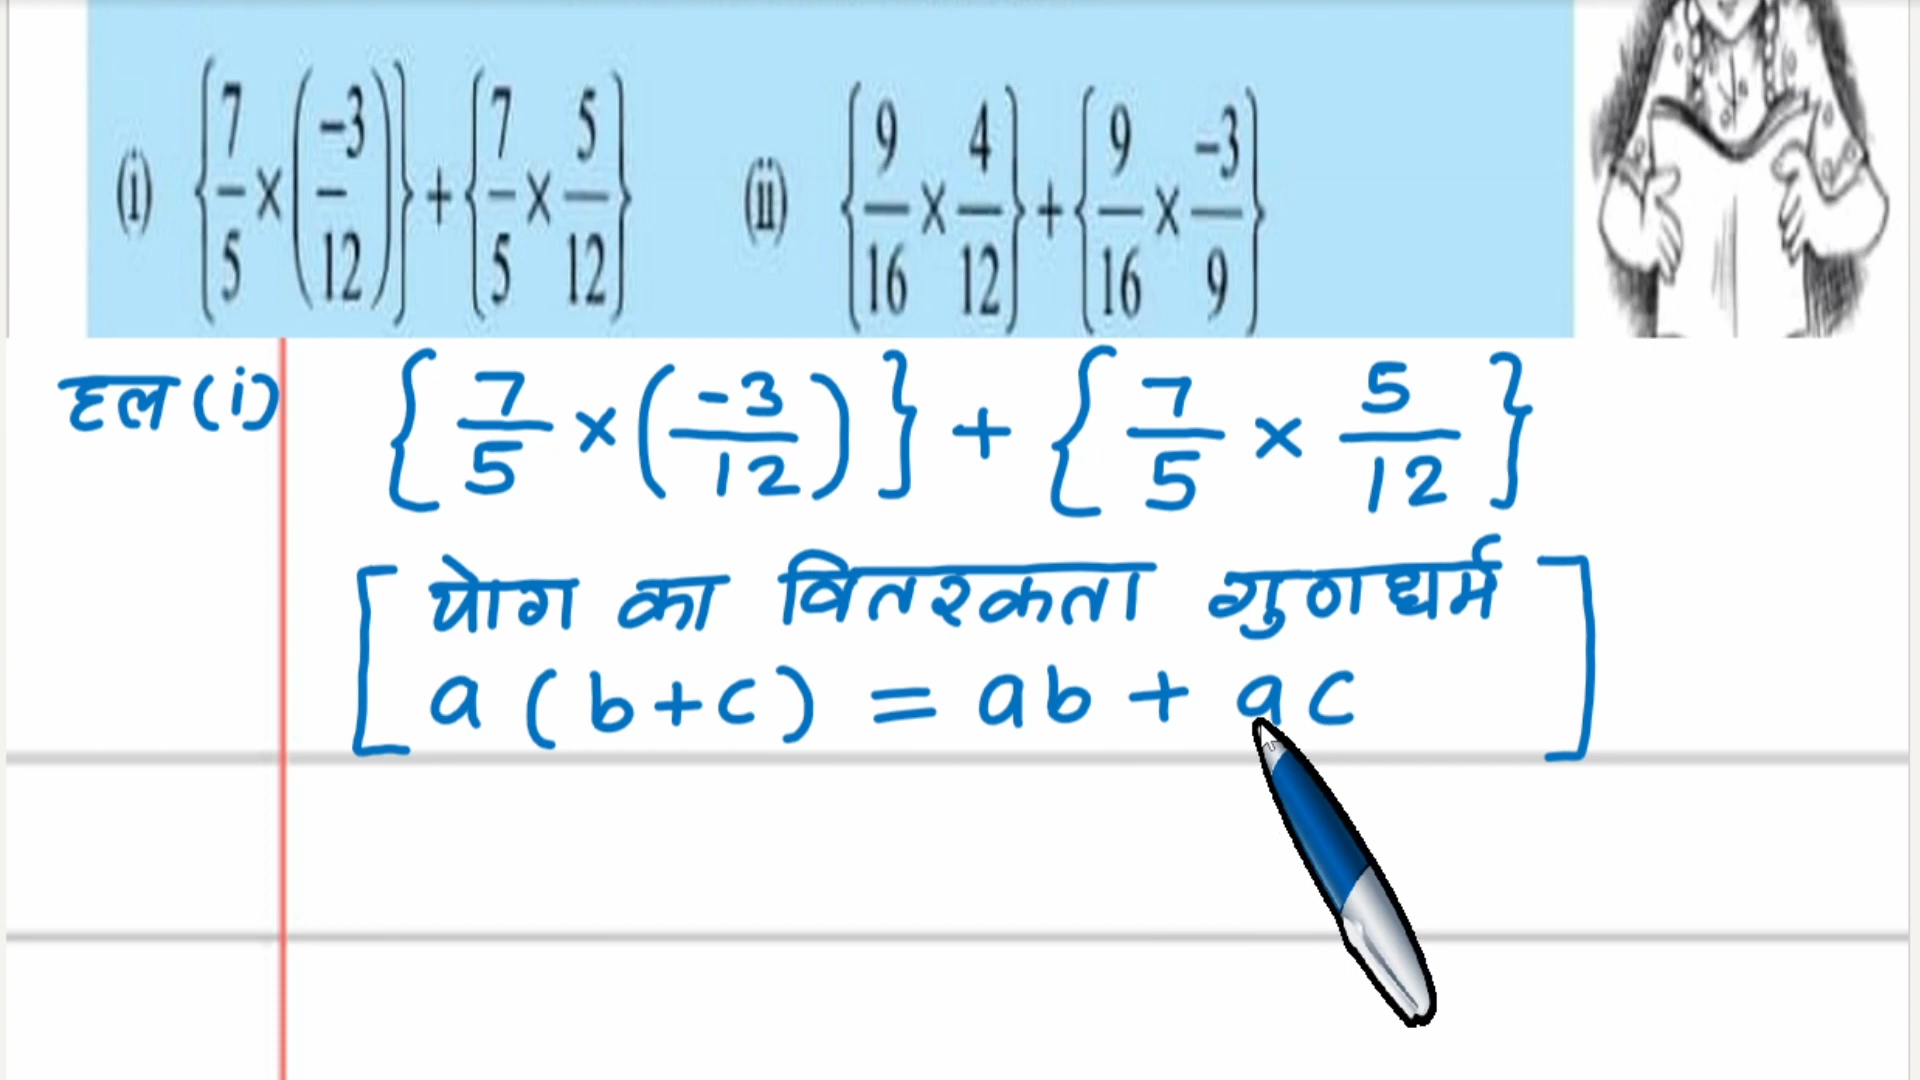 (i) {7/5 × (−3/12)} + {7/5 × 5/12} (ii) {9/16 × 4/12} + {9/16 × −3/9}
हल (i) {7/5 × (-3/12)} + {7/5 × 5/12}
[योग का वितरकता गुणधर्म
a (b+c) = ab + ac]